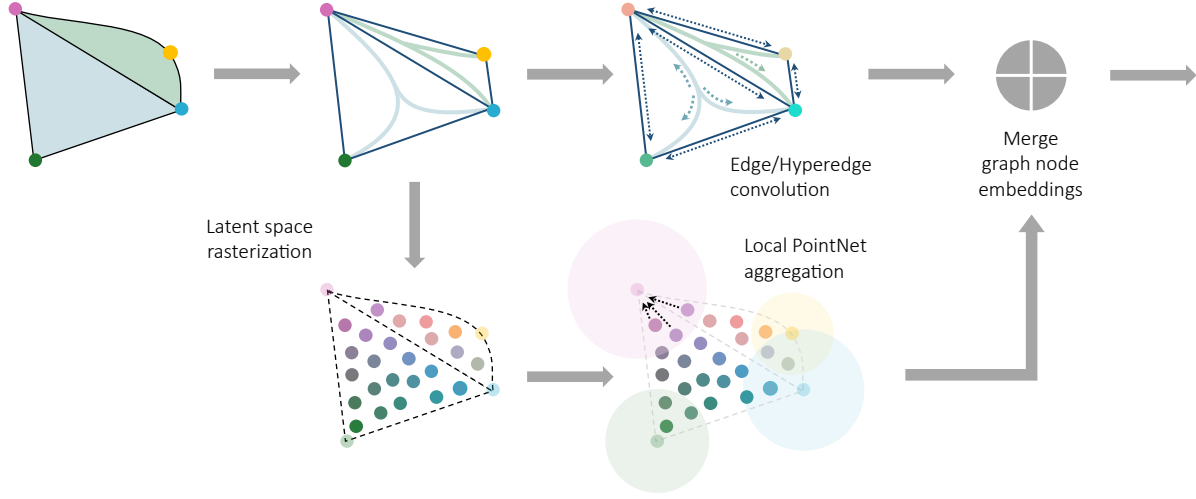 Edge/Hyperedge
convolution
Merge
graph node
embeddings
Latent space
rasterization
Local PointNet
aggregation